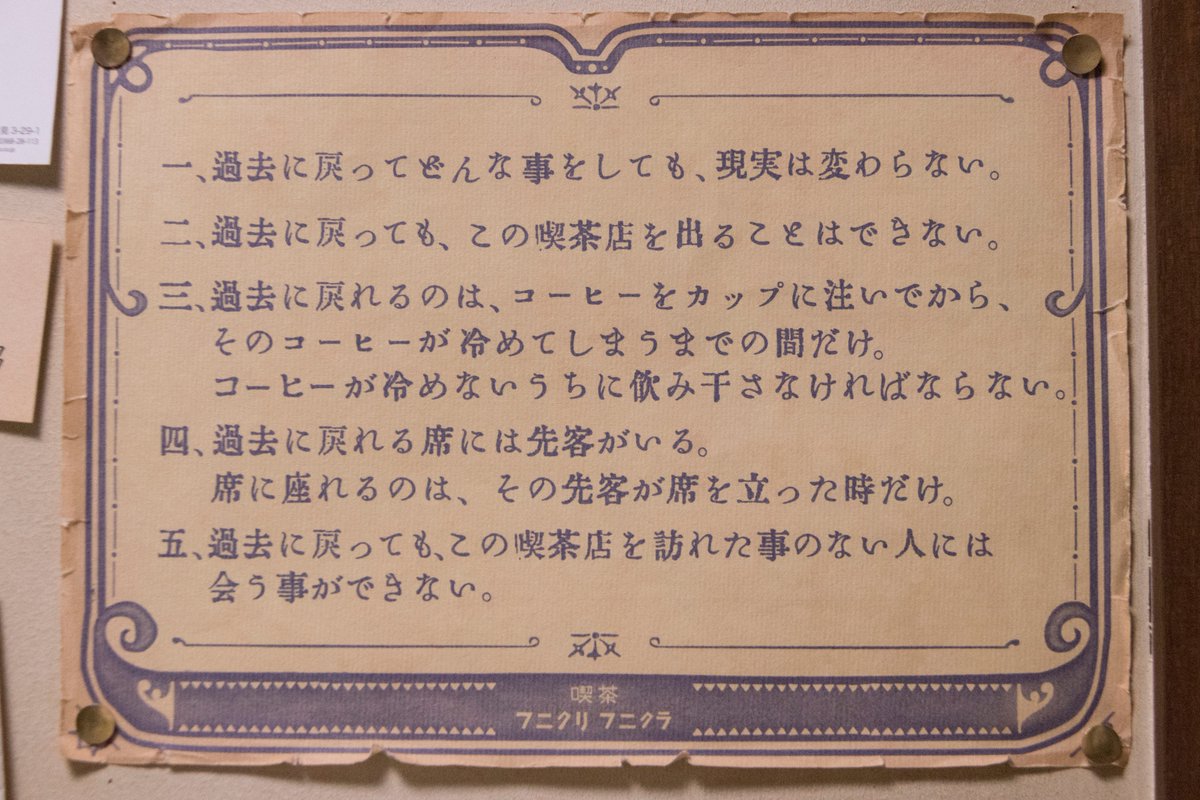 一、過去に戻ってどんな事をしても、現実は変わらない。
二、過去に戻っても、この喫茶店を出ることはできない。
三、過去に戻れるのは、コーヒーをカップに注いでから、
そのコーヒーが冷めてしまうまでの間だけ。
コーヒーが冷めないうちに飲み干さなければならない。
四、過去に戻れる席には先客がいる。
席に座れるのは、その先客が席を立った時だけ。
五、過去に戻っても、この喫茶店を訪れた事のない人には
会う事ができない。
喫茶
フニクリフニクラ
3-29-1